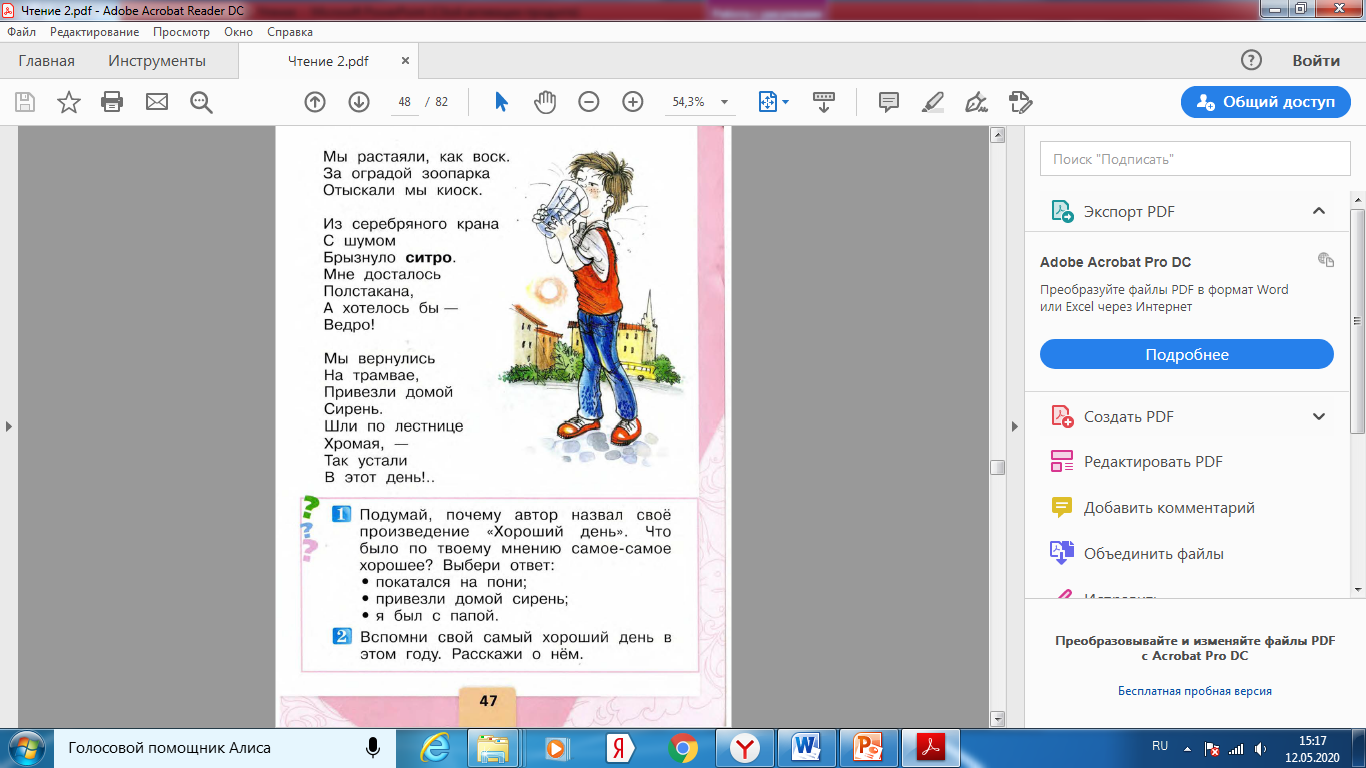 Чтение 2.pdf - Adobe Acrobat Reader DC
Файл Редактирование Просмотр Окно Справка
Главная Инструменты Чтение 2.pdf × Войти
48 / 82 54,3% Общий доступ
Мы растаяли, как воск.
За оградой зоопарка
Отыскали мы киоск.
Из серебряного крана
С шумом
Брызнуло ситро.
Мне досталось
Полстакана,
А хотелось бы —
Ведро!
Мы вернулись
На трамвае,
Привезли домой
Сирень.
Шли по лестнице
Хромая, —
Так устали
В этот день!..
1 Подумай, почему автор назвал своё
произведение «Хороший день». Что
было по твоему мнению самое-самое
хорошее? Выбери ответ:
• покатался на пони;
• привезли домой сирень;
• я был с папой.
2 Вспомни свой самый хороший день в
этом году. Расскажи о нём.
47
Поиск "Подписать"
Экспорт PDF
Adobe Acrobat Pro DC
Преобразуйте файлы PDF в формат Word
или Excel через Интернет
Подробнее
Создать PDF
Редактировать PDF
Добавить комментарий
Объединить файлы
Преобразовывайте и изменяйте файлы PDF
с Acrobat Pro DC
Бесплатная пробная версия
Голосовой помощник Алиса
RU
15:17
12.05.2020